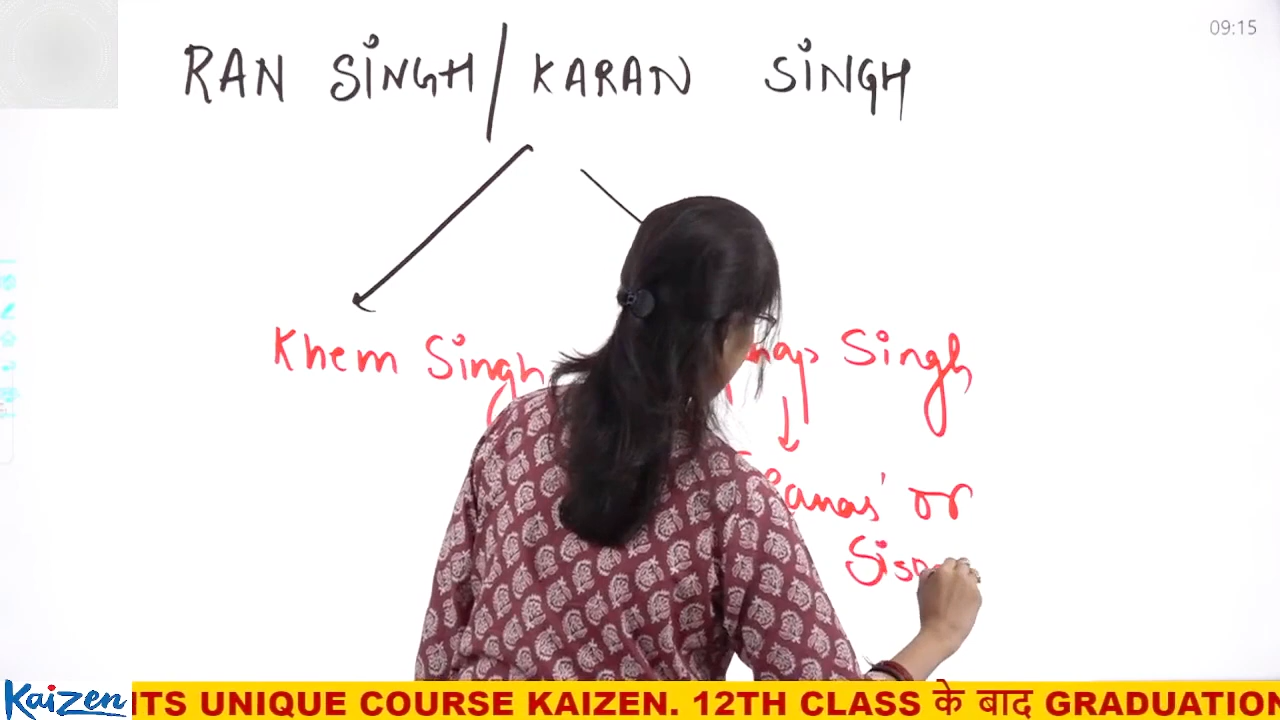 09:15
RAN SINGH / KARAN SINGH
Khem Singh
Singh
or
Kaizen
ITS UNIQUE COURSE KAIZEN. 12TH CLASS के बाद GRADUATION